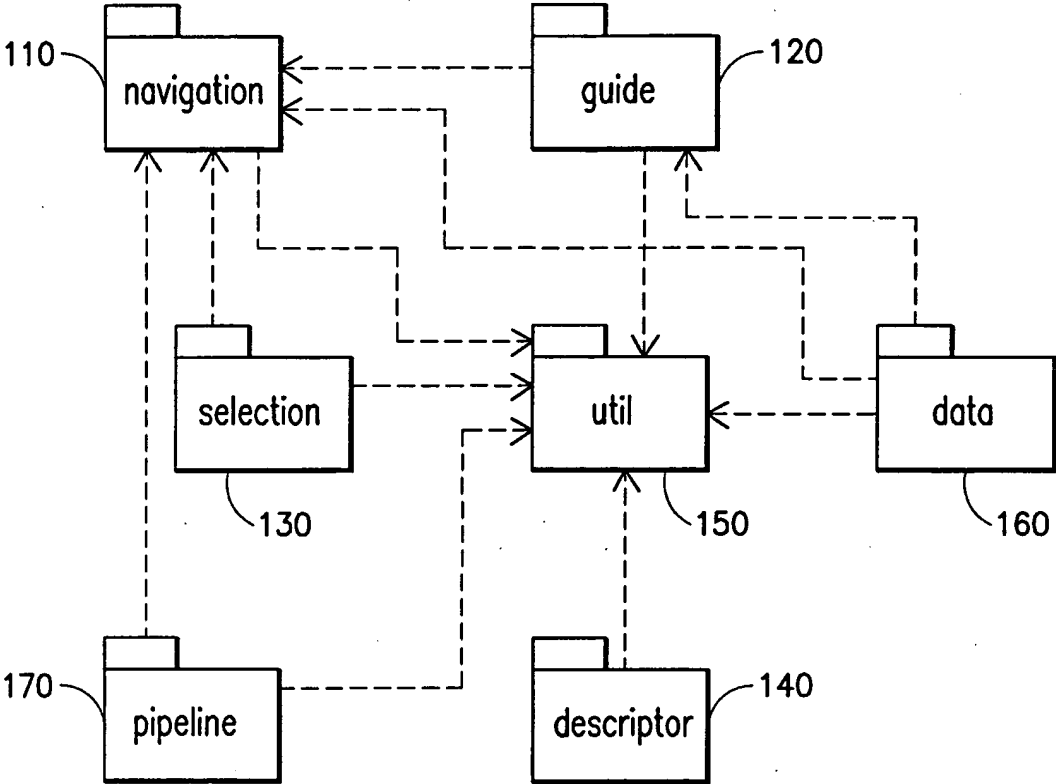 110
navigation
guide
120
selection
130
util
150
data
160
170
pipeline
descriptor
140